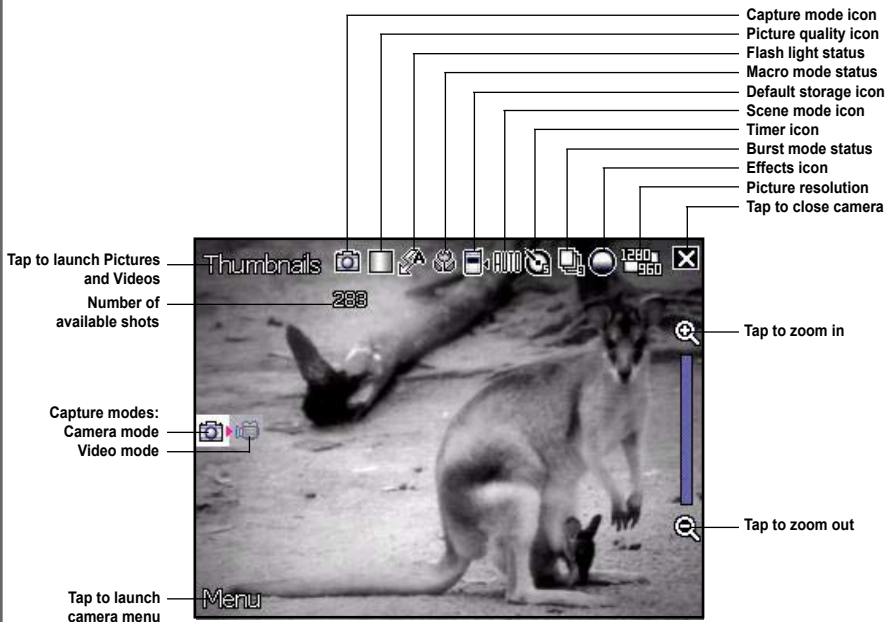 Capture mode icon
Picture quality icon
Flash light status
Macro mode status
Default storage icon
Scene mode icon
Timer icon
Burst mode status
Effects icon
Picture resolution
Tap to close camera
Tap to launch Pictures
and Videos
Number of
available shots
Thumbnails
A
AUTO
S
1280
960
283
Tap to zoom in
Capture modes:
Camera mode
Video mode
Tap to zoom out
Tap to launch
camera menu
Menu